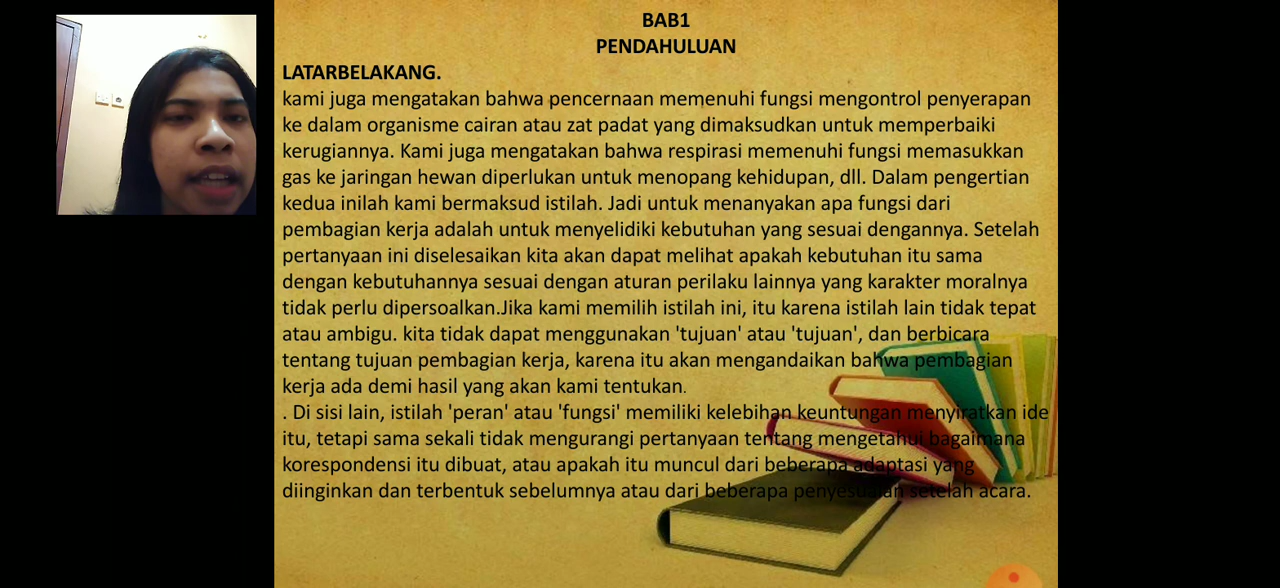 BAB1
PENDAHULUAN
LATARBELAKANG.
kami juga mengatakan bahwa pencernaan memenuhi fungsi mengontrol penyerapan
ke dalam organisme cairan atau zat padat yang dimaksudkan untuk memperbaiki
kerugiannya. Kami juga mengatakan bahwa respirasi memenuhi fungsi memasukkan
gas ke jaringan hewan diperlukan untuk menopang kehidupan, dll. Dalam pengertian
kedua inilah kami bermaksud istilah. Jadi untuk menanyakan apa fungsi dari
pembagian kerja adalah untuk menyelidiki kebutuhan yang sesuai dengannya. Setelah
pertanyaan ini diselesaikan kita akan dapat melihat apakah kebutuhan itu sama
dengan kebutuhannya sesuai dengan aturan perilaku lainnya yang karakter moralnya
tidak perlu dipersoalkan.Jika kami memilih istilah ini, itu karena istilah lain tidak tepat
atau ambigu. kita tidak dapat menggunakan 'tujuan' atau 'tujuan', dan berbicara
tentang tujuan pembagian kerja, karena itu akan mengandaikan bahwa pembagian
kerja ada demi hasil yang akan kami tentukan.
. Di sisi lain, istilah 'peran' atau 'fungsi' memiliki kelebihan keuntungan menyiratkan ide
itu, tetapi sama sekali tidak mengurangi pertanyaan tentang mengetahui bagaimana
korespondensi itu dibuat, atau apakah itu muncul dari beberapa adaptasi yang
diinginkan dan terbentuk sebelumnya atau dari beberapa penyesuaian setelah acara.